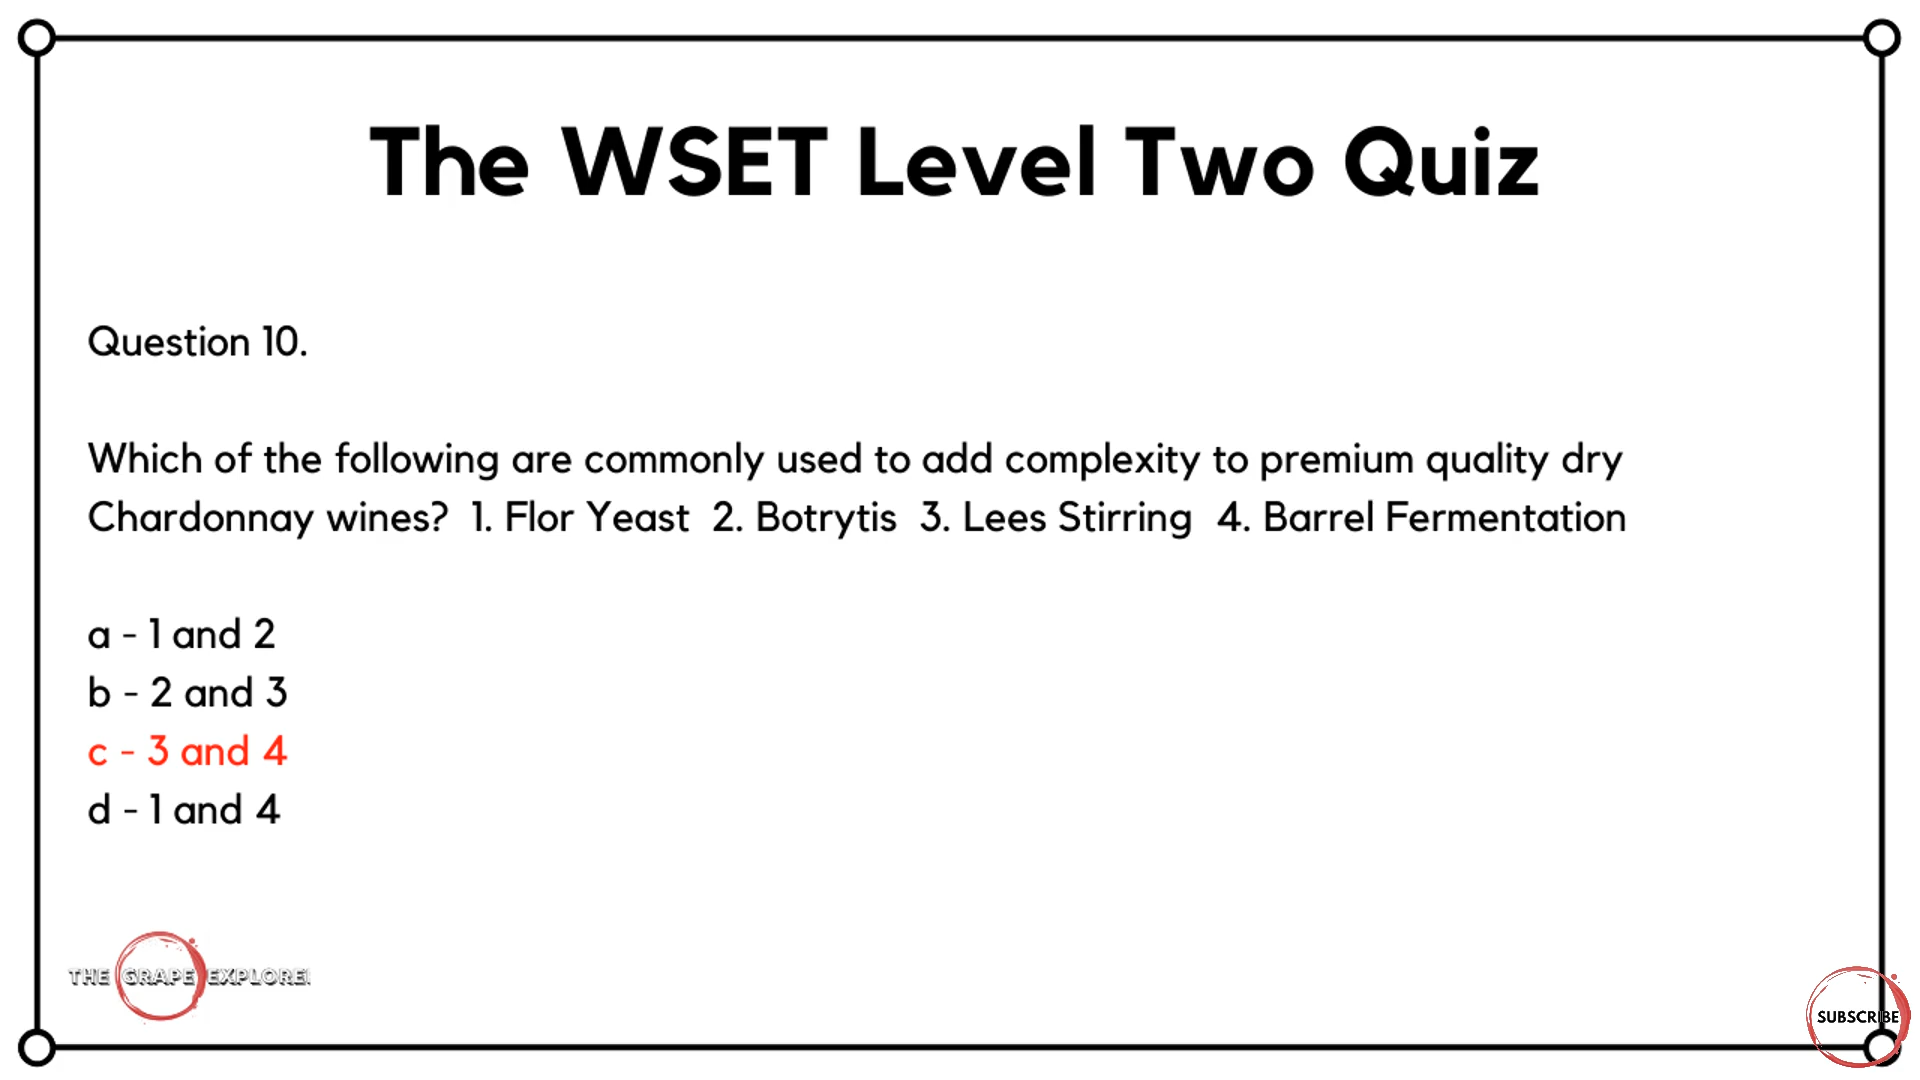 The WSET Level Two Quiz
Question 10.
Which of the following are commonly used to add complexity to premium quality dry
Chardonnay wines? 1. Flor Yeast 2. Botrytis 3. Lees Stirring 4. Barrel Fermentation
a - 1 and 2
b - 2 and 3
c - 3 and 4
d - 1 and 4
THE GRAPE EXPLORE
SUBSCRIBE